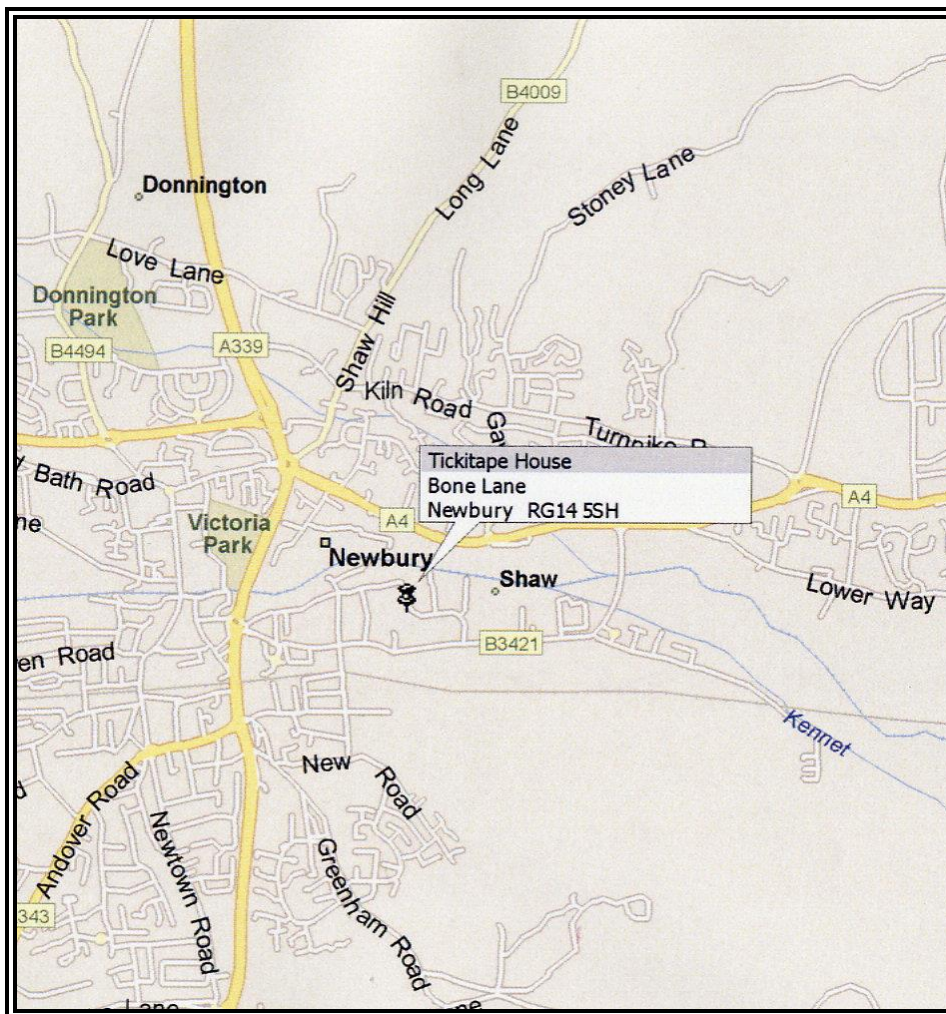 B4009
Long Lane
Stoney Lane
Donnington
Love Lane
Donnington
Park
B4494
A339
Shaw Hill
Kiln Road
Turnpike
Tickitape House
Bone Lane
Newbury RG14 5SH
Bath Road
A4
A4
Victoria
Park
Newbury
Shaw
Lower Way
B3421
Road
Kennet
New Road
Andover Road
Newtown Road
Greenham Road
343
Lane